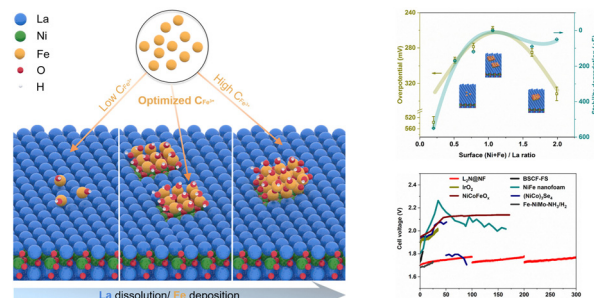 La
Ni
Fe
O
H
Low C
Optimized C
High C
La dissolution/ Fe deposition
240
280
320
520
560
Overpotential (mV)
0
200
400
600
0.0
0.5
1.0
1.5
2.0
Surface (Ni+Fe) / La ratio
2.4
2.2
2.0
1.8
1.6
Cell voltage (V)
BSCF-FS
IrO₂
NiFe nanofoam
NiCoFeOₓ
Fe-NiMo-NH₃/H₂
0
50
100
150
200
250
300